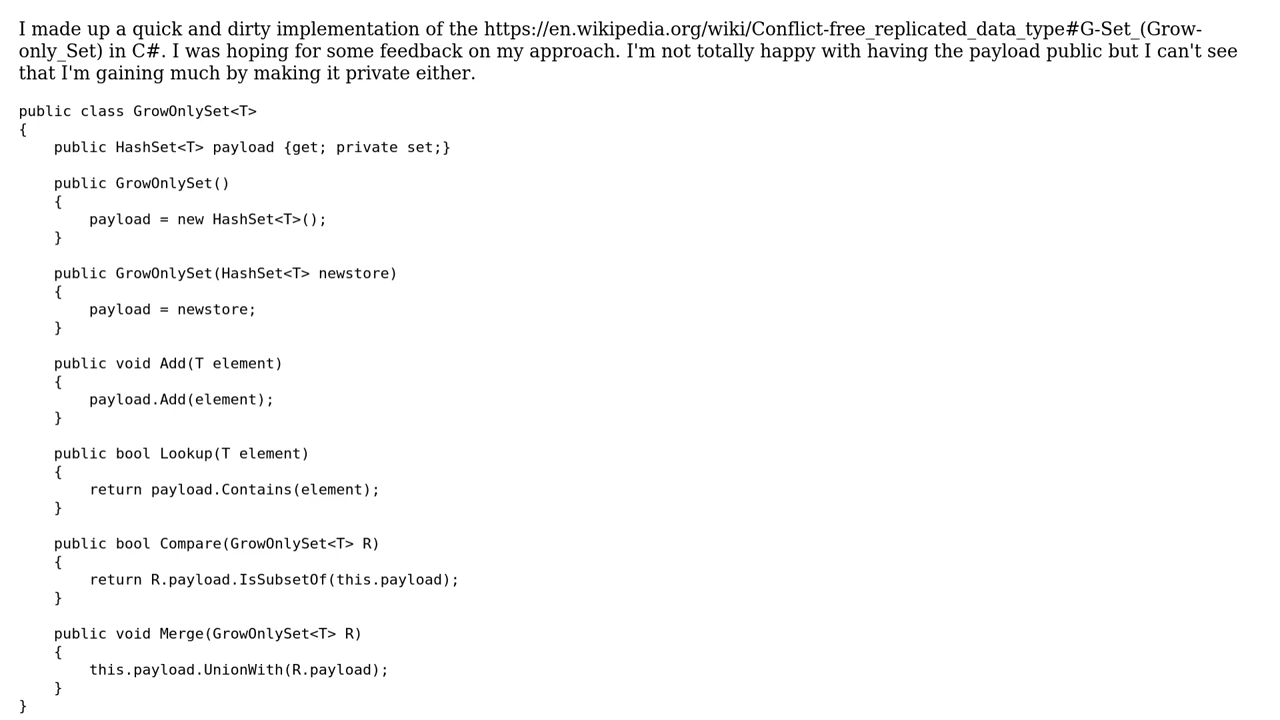 I made up a quick and dirty implementation of the https://en.wikipedia.org/wiki/Conflict-free_replicated_data_type#G-Set_(Grow-
only_Set) in C#. I was hoping for some feedback on my approach. I'm not totally happy with having the payload public but I can't see
that I'm gaining much by making it private either.
public class GrowOnlySet<T>
{
    public HashSet<T> payload {get; private set;}
    public GrowOnlySet()
    {
        payload = new HashSet<T>();
    }
    public GrowOnlySet(HashSet<T> newstore)
    {
        payload = newstore;
    }
    public void Add(T element)
    {
        payload.Add(element);
    }
    public bool Lookup(T element)
    {
        return payload.Contains(element);
    }
    public bool Compare(GrowOnlySet<T> R)
    {
        return R.payload.IsSubsetOf(this.payload);
    }
    public void Merge(GrowOnlySet<T> R)
    {
        this.payload.UnionWith(R.payload);
    }
}